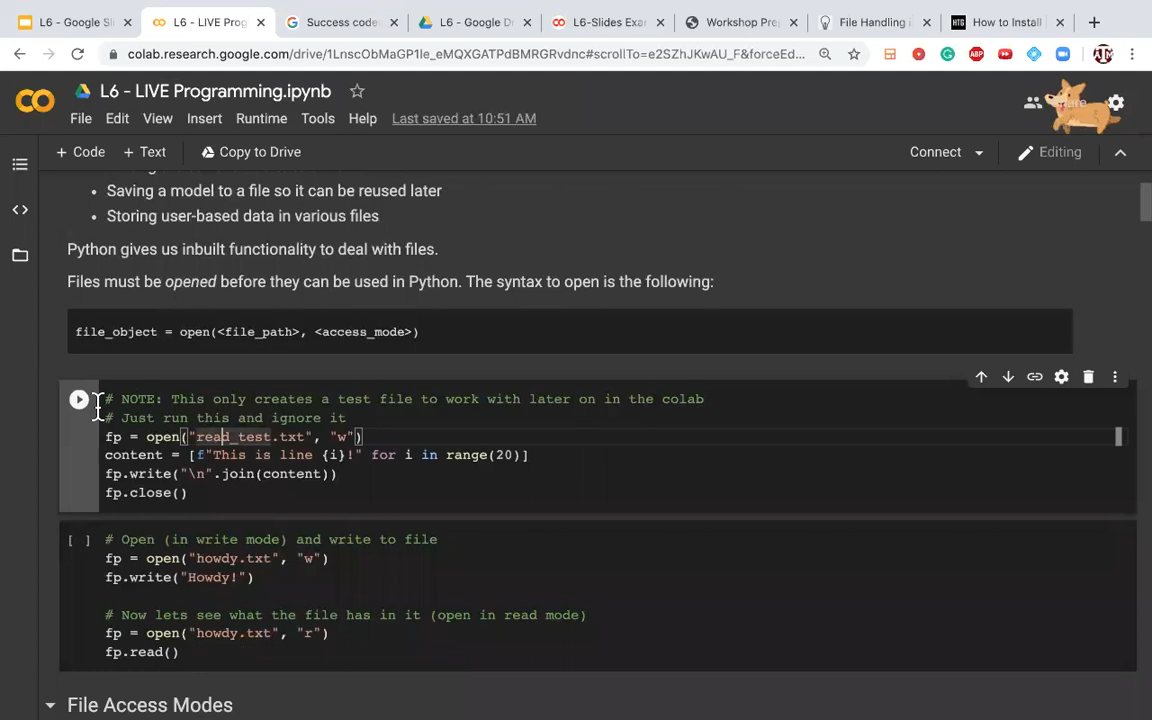 L6 - Google Sli
L6 - LIVE Prog
Success code
L6 - Google D
L6-Slides Exa
Workshop Pre
File Handling i
HTG
How to Install
colab.research.google.com/drive/1LnscObMaGP1Ie_eMQXGATPdBMRGRvdnc#scrollTo=e2SZhJKwAU_F&forceEd...
ABP
L6 - LIVE Programming.ipynb
File Edit View Insert Runtime Tools Help Last saved at 10:51 AM
+ Code + Text Copy to Drive
Connect
Editing
Saving a model to a file so it can be reused later
Storing user-based data in various files
Python gives us inbuilt functionality to deal with files.
Files must be opened before they can be used in Python. The syntax to open is the following:
file_object = open(<file_path>, <access_mode>)
# NOTE: This only creates a test file to work with later on in the colab
# Just run this and ignore it
fp = open("read_test.txt", "w")
content = [f"This is line {i}!" for i in range(20)]
fp.write("\n".join(content))
fp.close()
[ ]
# Open (in write mode) and write to file
fp = open("howdy.txt", "w")
fp.write("Howdy!")
# Now lets see what the file has in it (open in read mode)
fp = open("howdy.txt", "r")
fp.read()
File Access Modes